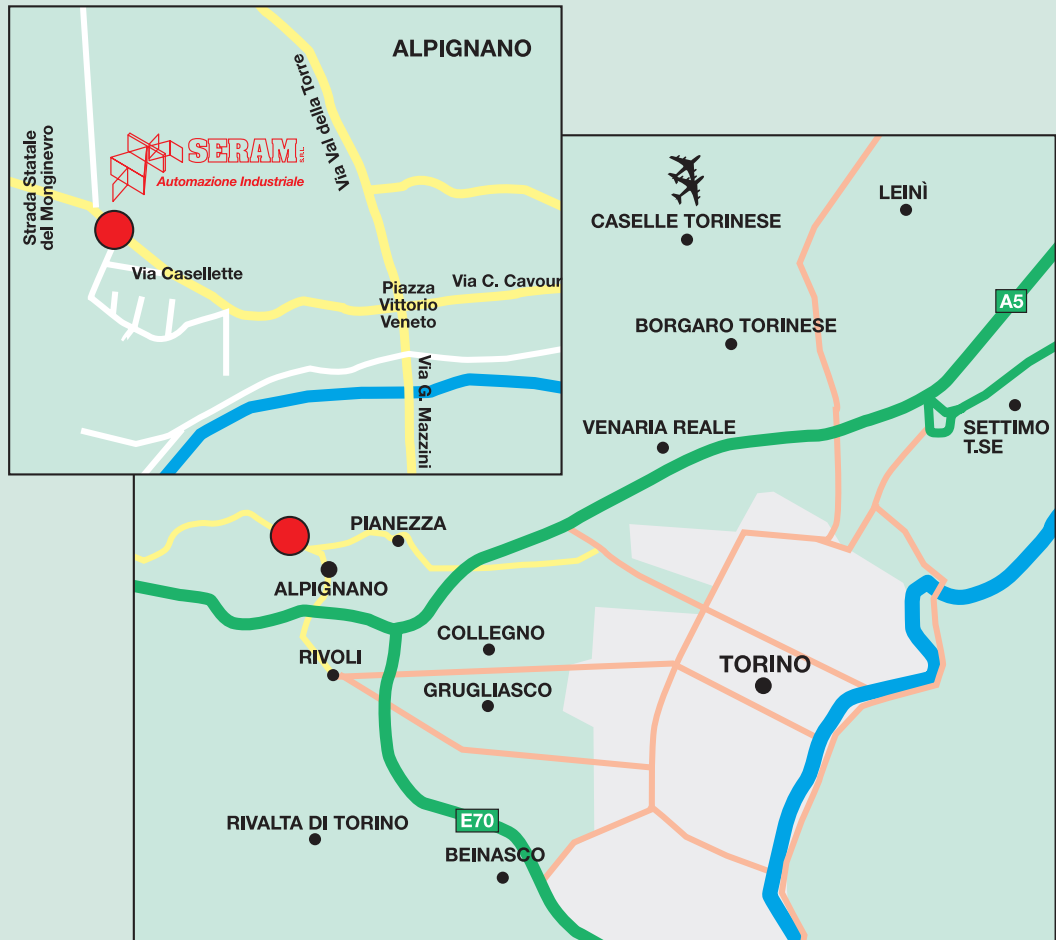 ALPIGNANO
Via Val della Torre
Strada Statale
del Monginevro
SERAM S.R.L.
Automazione Industriale
Via Casellette
Piazza
Vittorio
Veneto
Via C. Cavour
Via G. Mazzini
CASELLE TORINESE
LEINÌ
A5
BORGARO TORINESE
VENARIA REALE
SETTIMO
T.SE
PIANEZZA
ALPIGNANO
COLLEGNO
RIVOLI
TORINO
GRUGLIASCO
E70
RIVALTA DI TORINO
BEINASCO